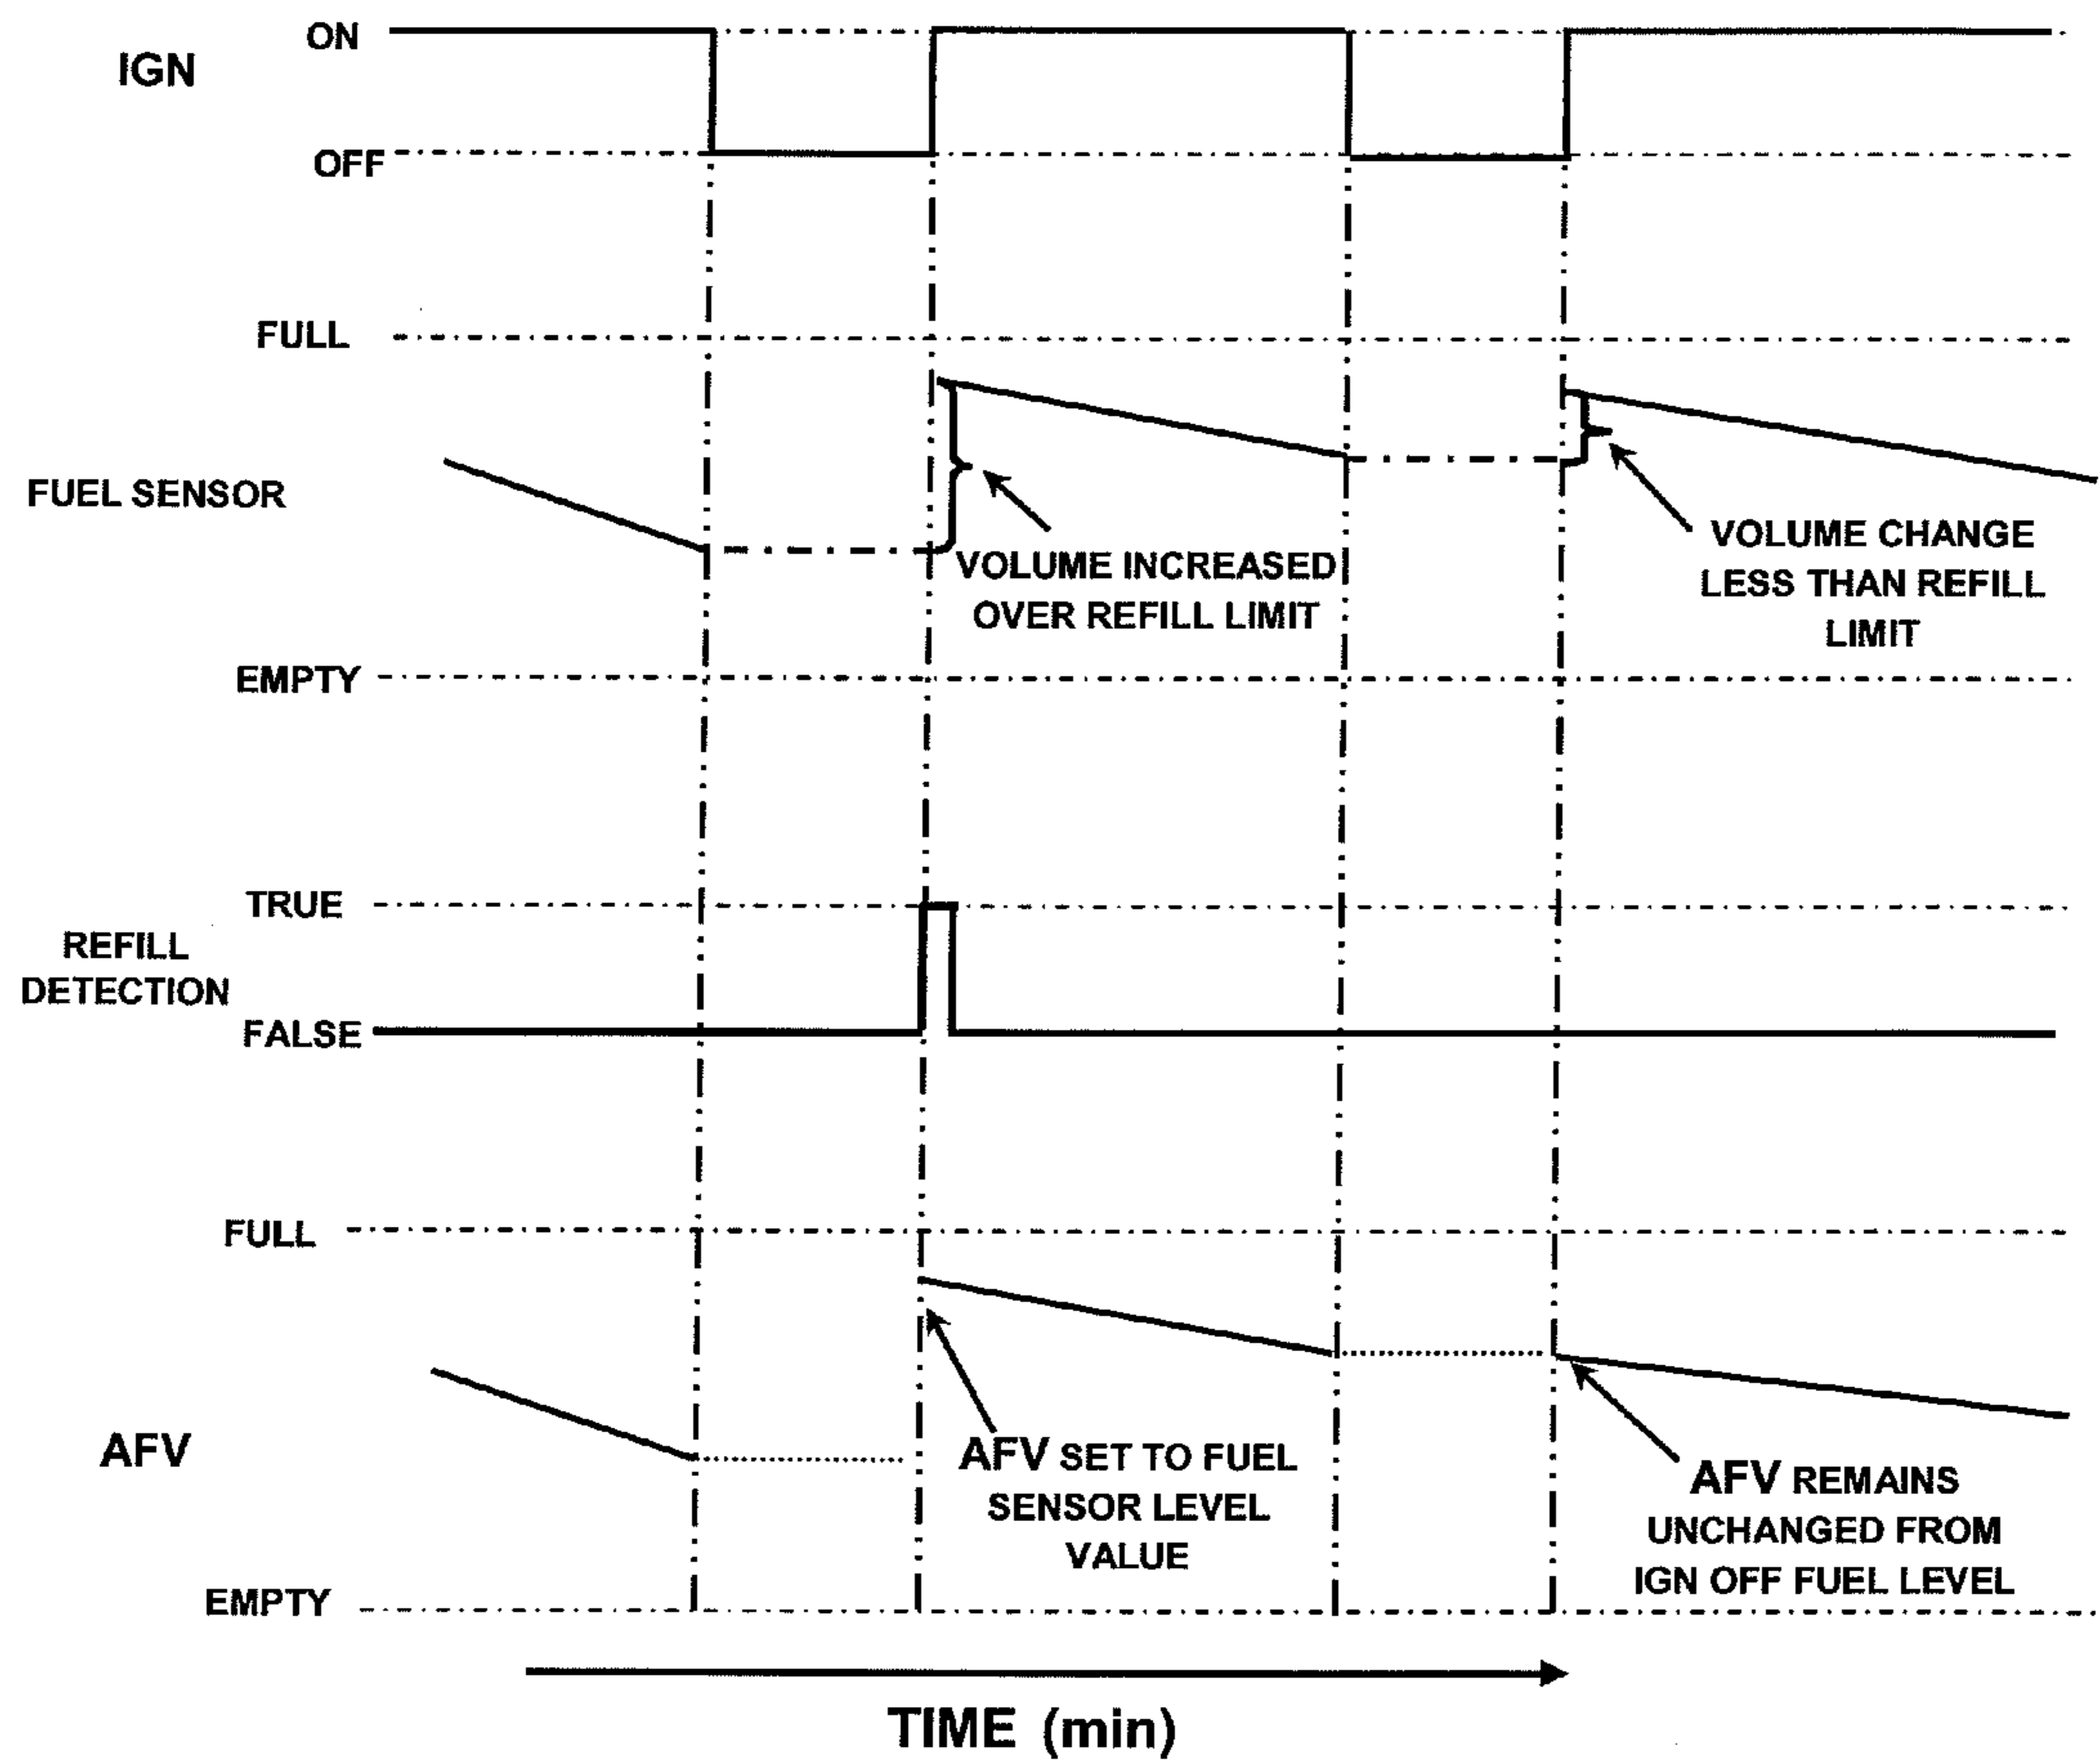 ON
IGN
OFF
FULL
FUEL SENSOR
VOLUME INCREASED
OVER REFILL LIMIT
VOLUME CHANGE
LESS THAN REFILL
LIMIT
EMPTY
TRUE
REFILL
DETECTION
FALSE
FULL
AFV
AFV SET TO FUEL
SENSOR LEVEL
VALUE
AFV REMAINS
UNCHANGED FROM
IGN OFF FUEL LEVEL
EMPTY
TIME (min)